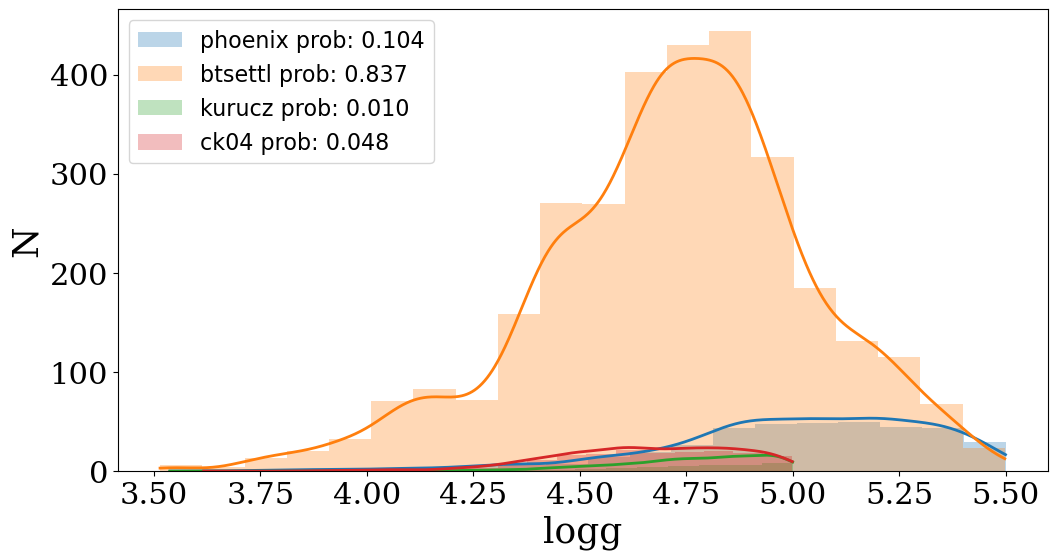 phoenix prob: 0.104
btsettl prob: 0.837
kurucz prob: 0.010
ck04 prob: 0.048
400
300
200
100
0
N
3.50 3.75 4.00 4.25 4.50 4.75 5.00 5.25 5.50
logg